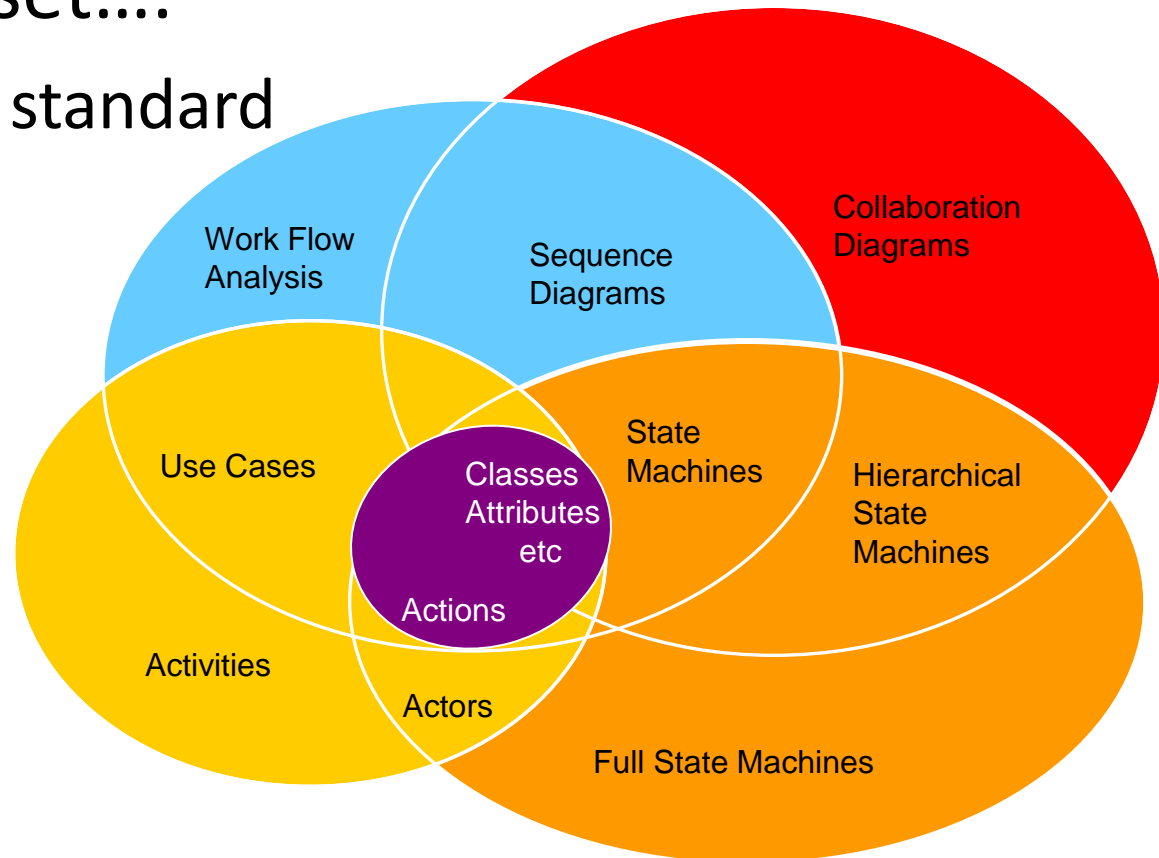 set....
standard
Work Flow
Analysis
Sequence
Diagrams
Collaboration
Diagrams
Use Cases
Classes
Attributes
etc
Actions
State
Machines
Hierarchical
State
Machines
Activities
Actors
Full State Machines